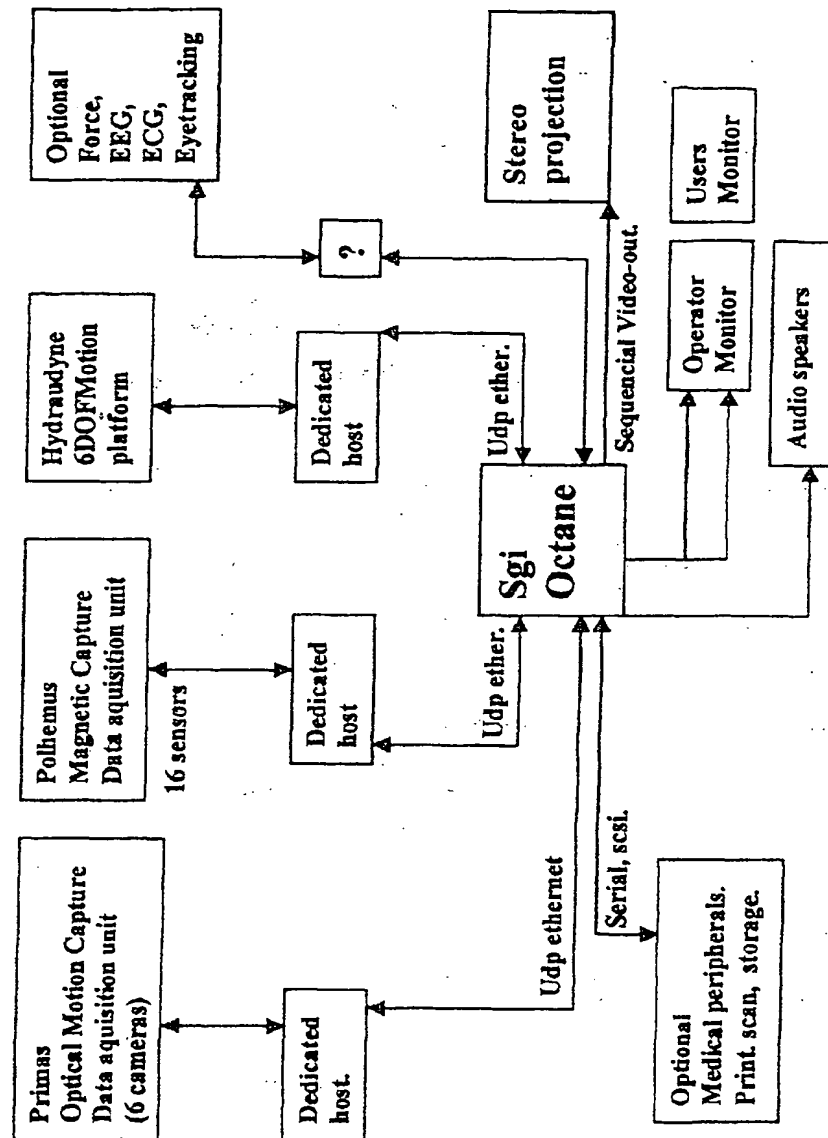 Primas
Optical Motion Capture
Data aquisition unit
(6 cameras)
Polhemus
Magnetic Capture
Data aquisition unit
16 sensors
Hydraudyne
6DOFMotion
platform
Optional
Force,
EEG,
ECG,
Eyetracking
Dedicated
host.
Dedicated
host
Dedicated
host
?
Udp ethernet
Udp ether.
Udp ether.
Serial, scsi.
Sgi
Octane
Sequencial Video-out.
Stereo
projection
Optional
Medical peripherals.
Print. scan, storage.
Operator
Monitor
Users
Monitor
Audio speakers